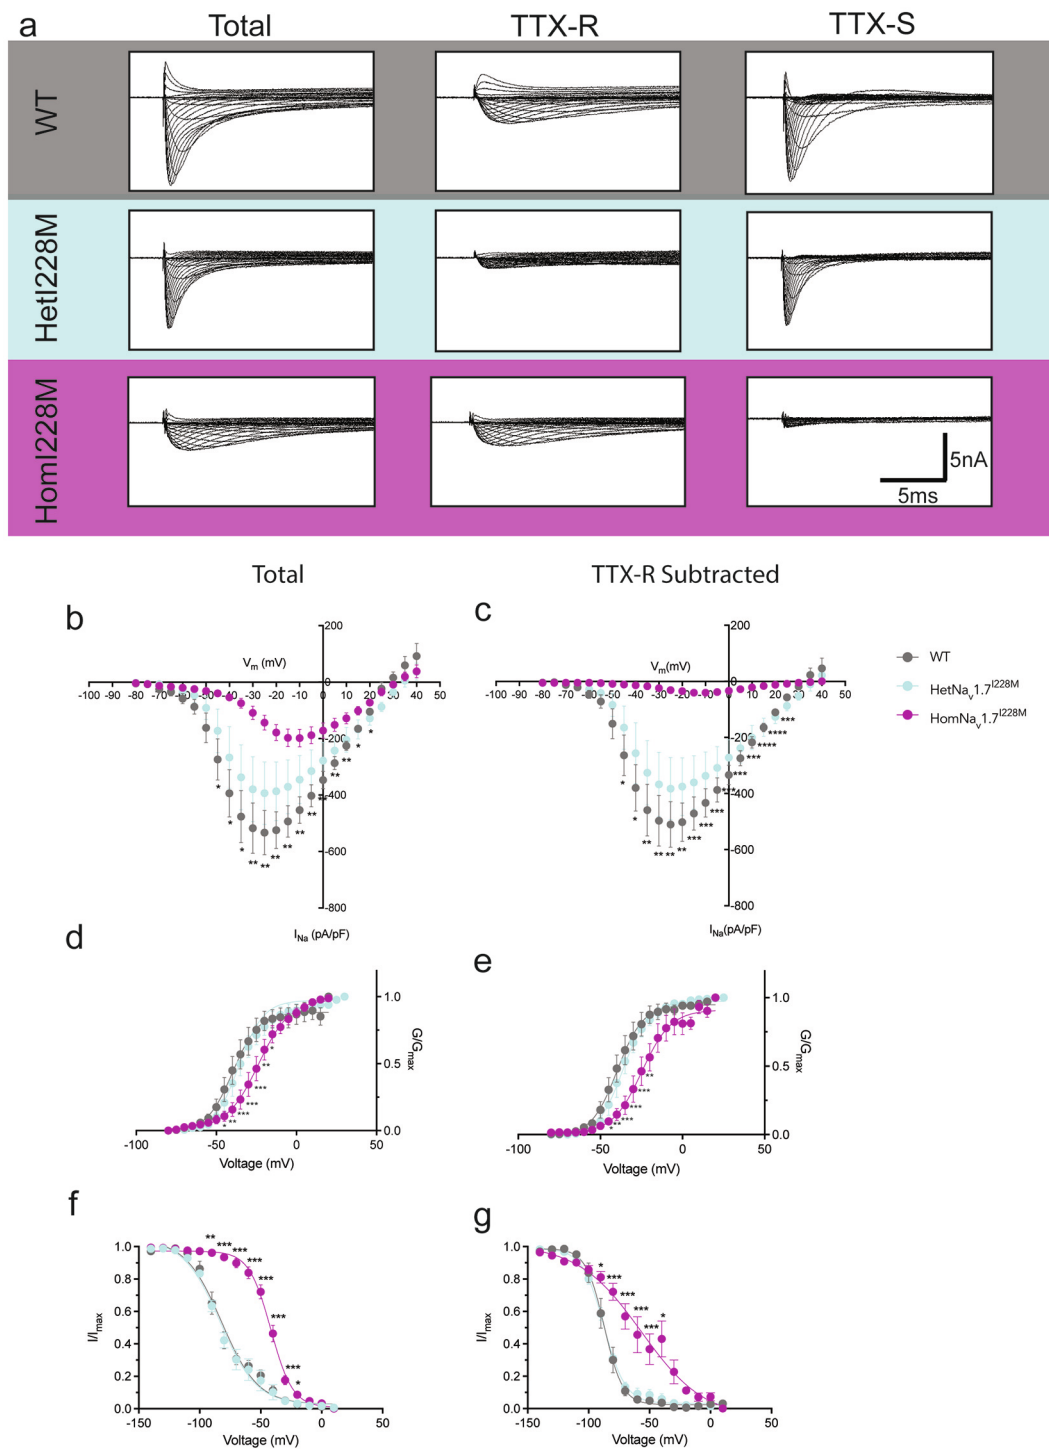 a
Total
TTX-R
TTX-S
WT
HetI228M
HomI228M
5nA
5ms
Total
TTX-R Subtracted
b
c
200
Vm (mV)
0
-100 -90 -80 -70 -60 -50 -40 -30 -20 -10 10 20 30 40 50
-200
-400
-600
-800
INa (pA/pF)
* * * ** ** ** ** ** ** ** ** ** * *
200
Vm(mV)
0
-100 -90 -80 -70 -60 -50 -40 -30 -20 -10 10 20 30 40 50
-200
-400
-600
-800
INa(pA/pF)
* * ** ** ** *** *** *** *** *** *** **** **** ***
WT
HetNav1.7I228M
HomNav1.7I228M
d
e
1.0
0.5
0.0
G/Gmax
-100 -50 0 50
Voltage (mV)
* ** *** *** *** ** *
1.0
0.5
0.0
G/Gmax
-100 -50 0 50
Voltage (mV)
* ** *** *** *** **
f
g
1.0
0.8
0.6
0.4
0.2
0.0
I/Imax
-150 -100 -50 0 50
Voltage (mV)
** *** *** *** *** *** *** *
1.0
0.8
0.6
0.4
0.2
0.0
I/Imax
-150 -100 -50 0 50
Voltage (mV)
* *** *** *** *** *